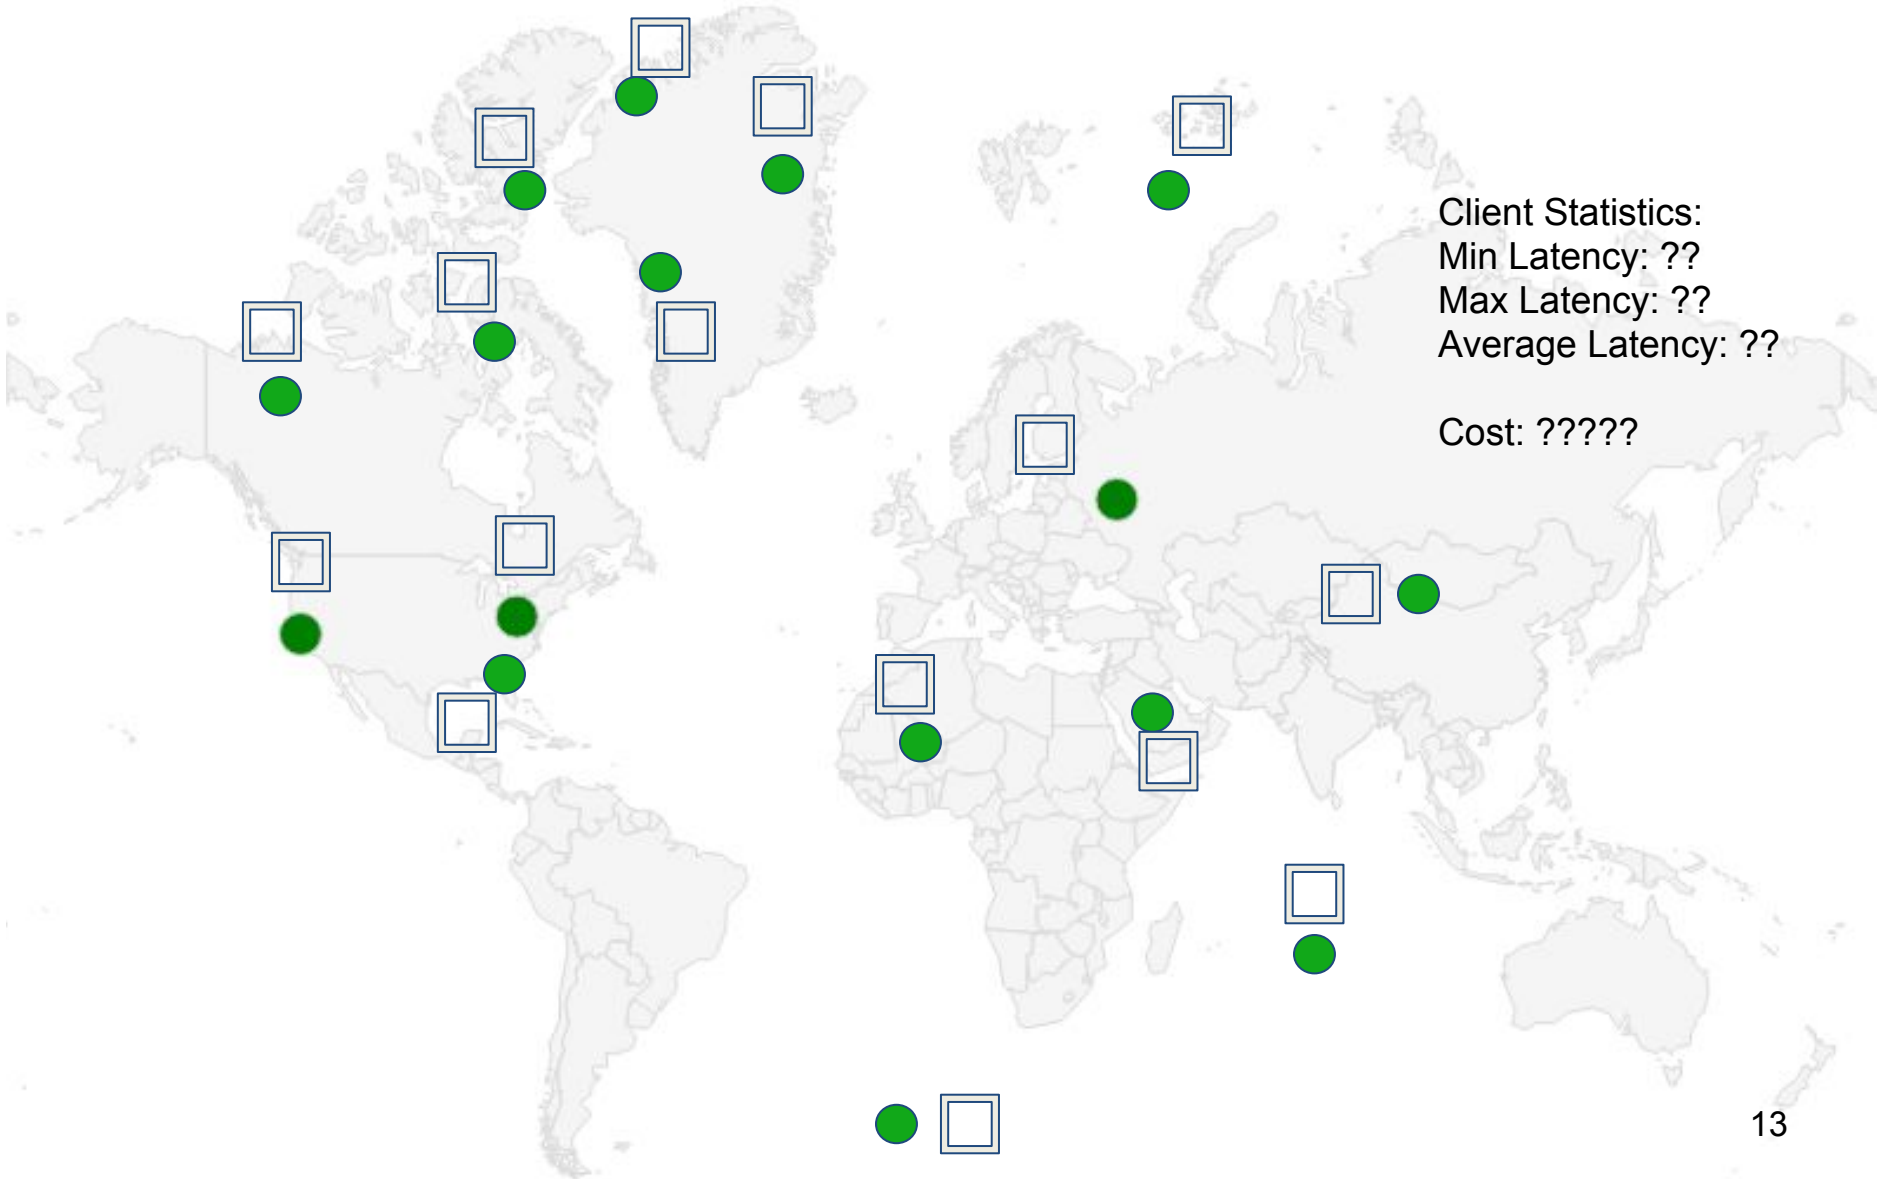 Client Statistics:
Min Latency: ??
Max Latency: ??
Average Latency: ??
Cost: ?????
13